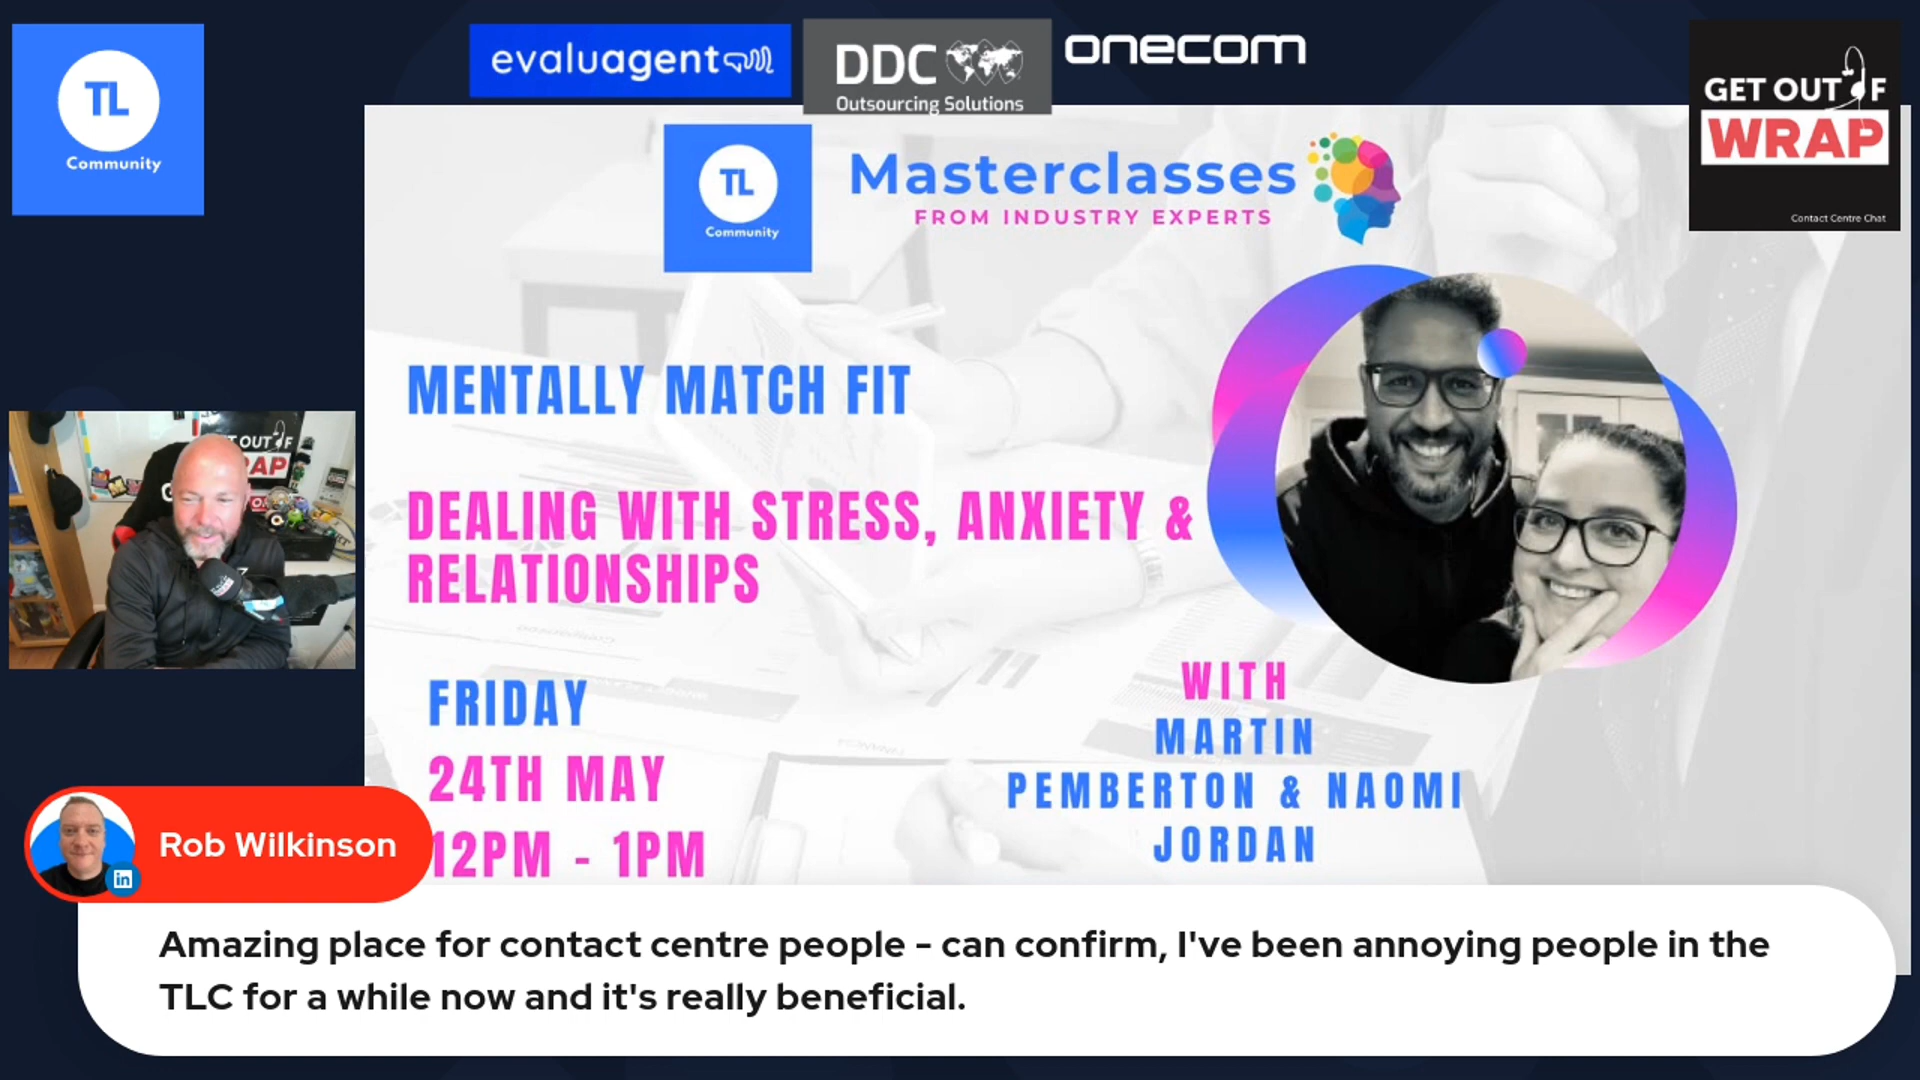 TL
Community
evaluagent
DDC
Outsourcing Solutions
onecom
GET OUT OF
WRAP
Contact Centre Chat
TL
Community
Masterclasses
FROM INDUSTRY EXPERTS
MENTALLY MATCH FIT
DEALING WITH STRESS, ANXIETY &
RELATIONSHIPS
FRIDAY
24TH MAY
12PM - 1PM
WITH
MARTIN
PEMBERTON & NAOMI
JORDAN
Rob Wilkinson
in
Amazing place for contact centre people - can confirm, I've been annoying people in the
TLC for a while now and it's really beneficial.